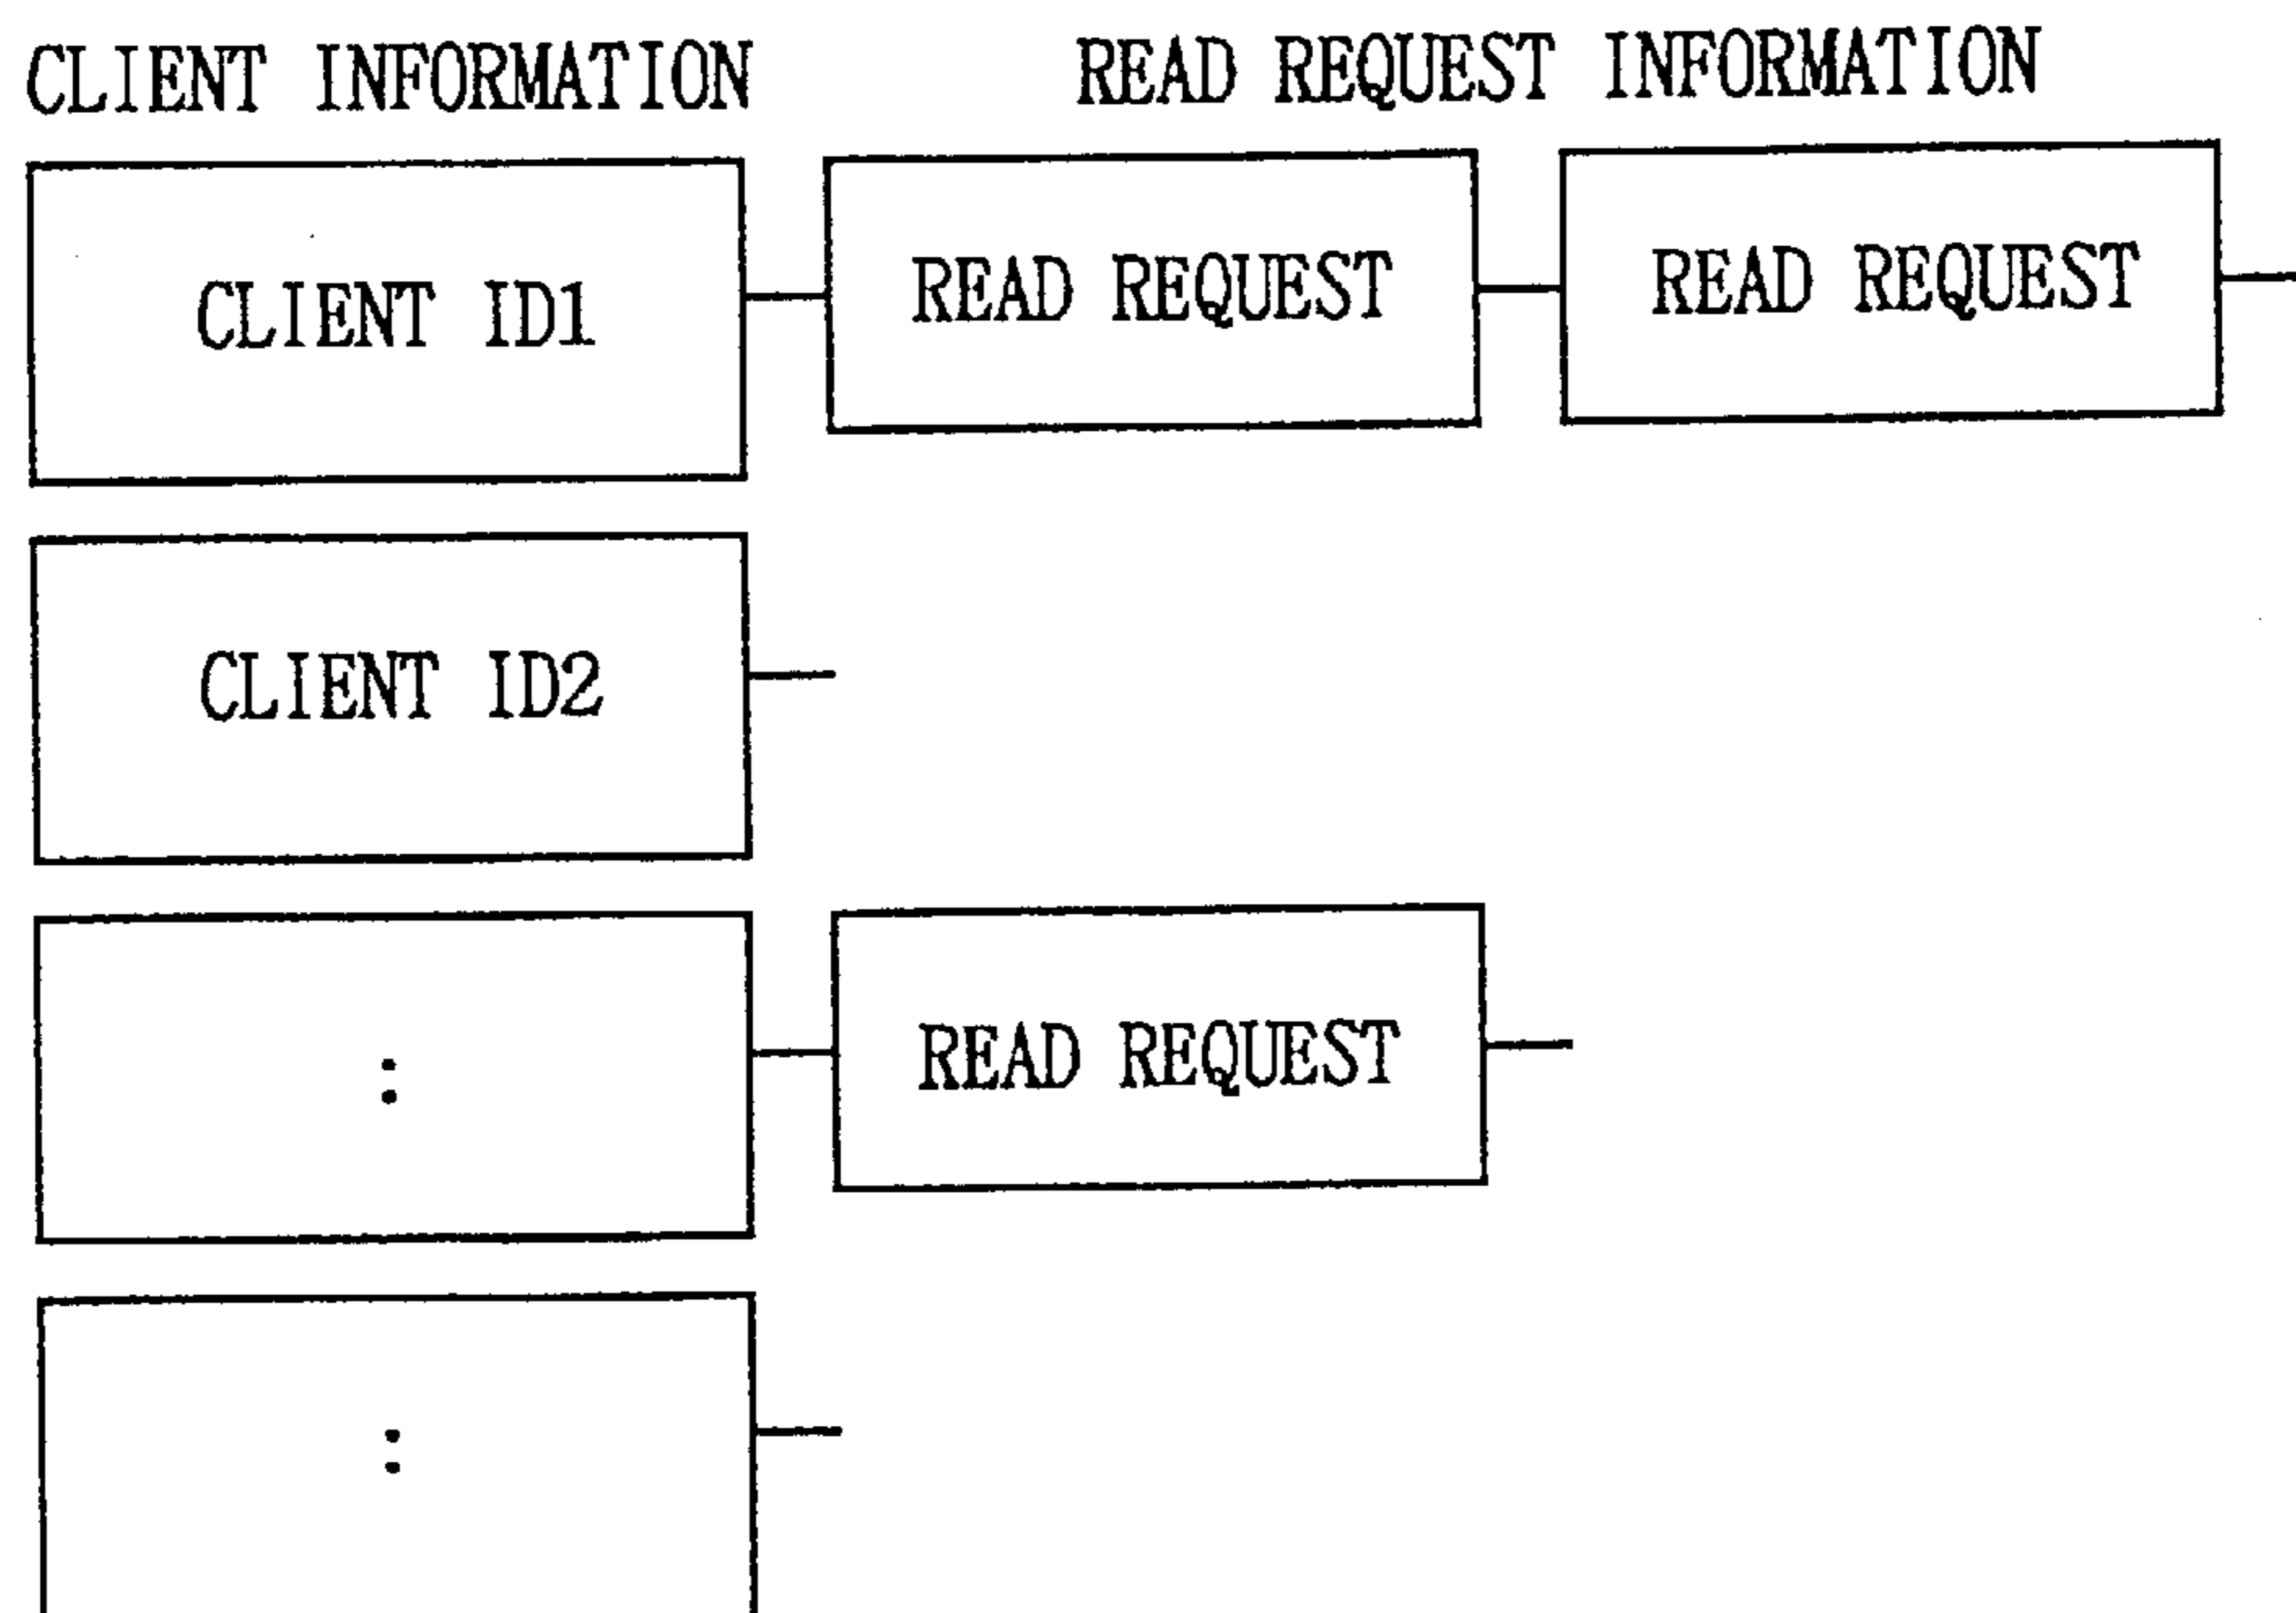 CLIENT INFORMATION
READ REQUEST INFORMATION
CLIENT ID1
READ REQUEST
READ REQUEST
CLIENT ID2
:
READ REQUEST
: